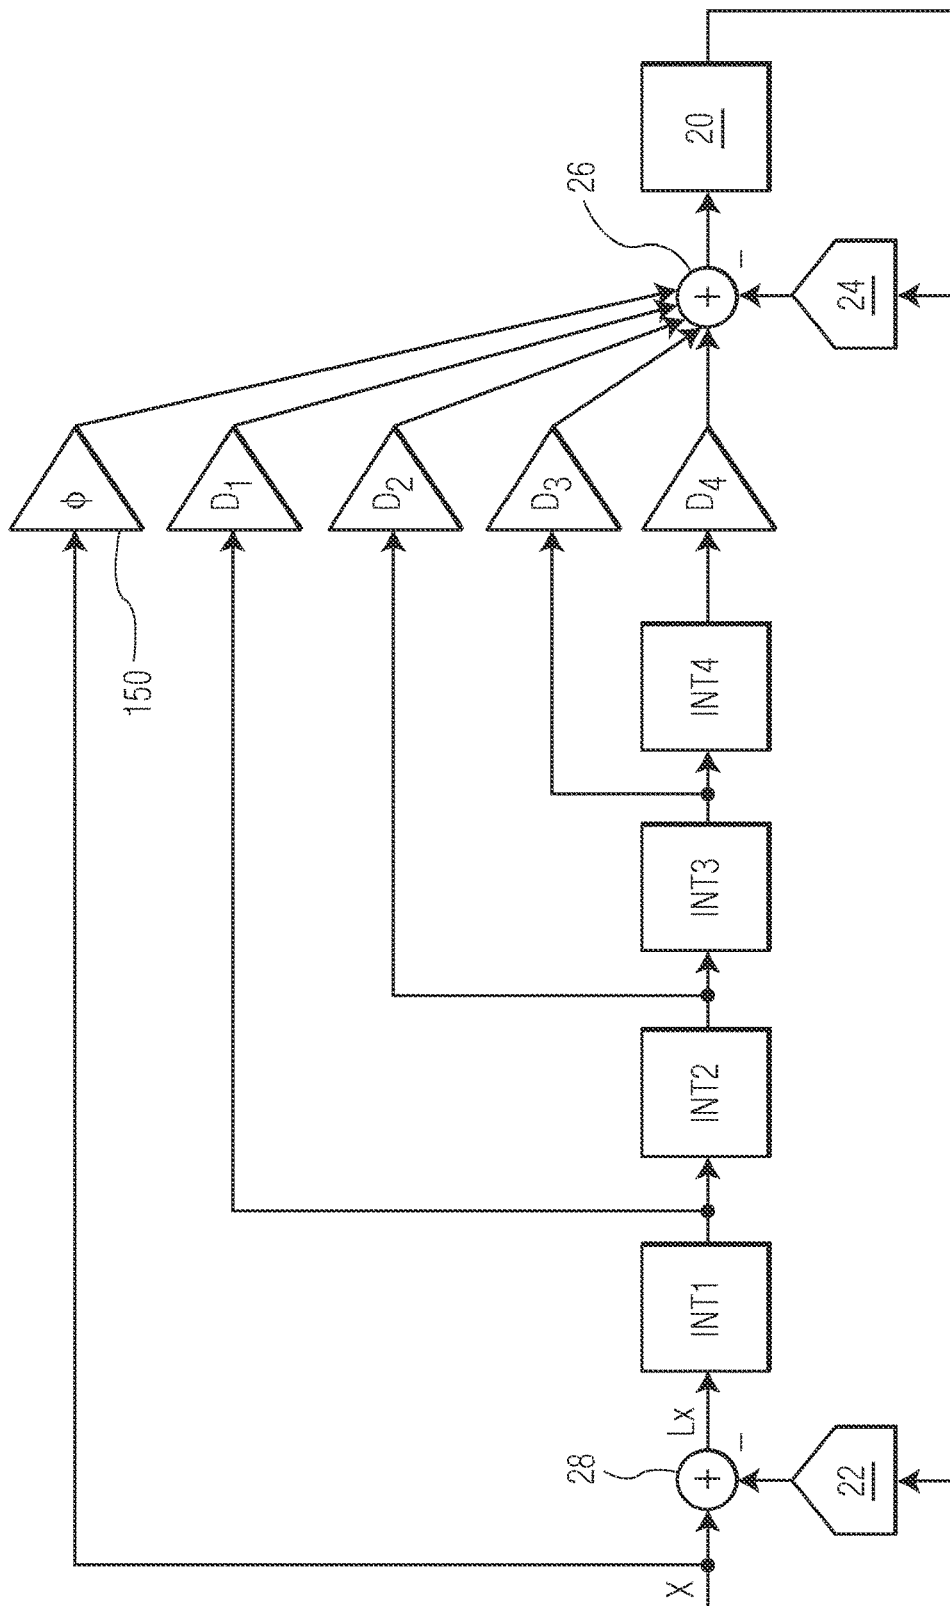 X
28
+
−
Lx
22
INT1
INT2
INT3
INT4
150
ϕ
D1
D2
D3
D4
26
+
−
24
20